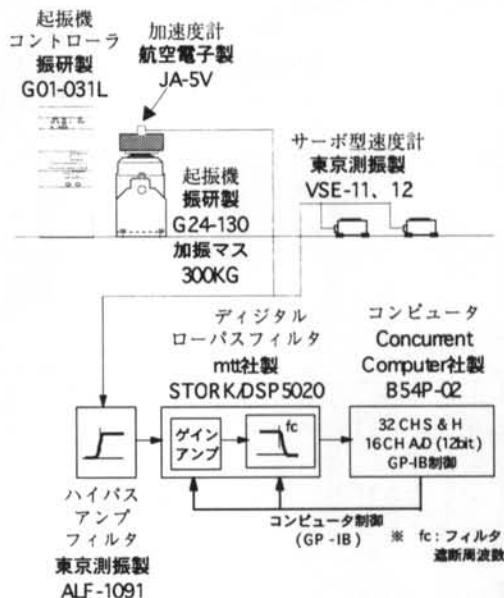 起振機
コントローラ
振研製
G01-031L
加速度計
航空電子製
JA-5V
サーボ型速度計
東京測振製
VSE-11、12
起振機
振研製
G24-130
加振マス
300KG
ディジタル
ローパスフィルタ
mtt社製
STORK/DSP5020
コンピュータ
Concurrent
Computer社製
B54P-02
ゲイン
アンプ
fc
32 CH S & H
16CH A/D (12bit)
GP-IB制御
ハイパス
アンプ
フィルタ
東京測振製
ALF-1091
コンピュータ制御
(GP-IB)
※ fc:フィルタ
遮断周波数